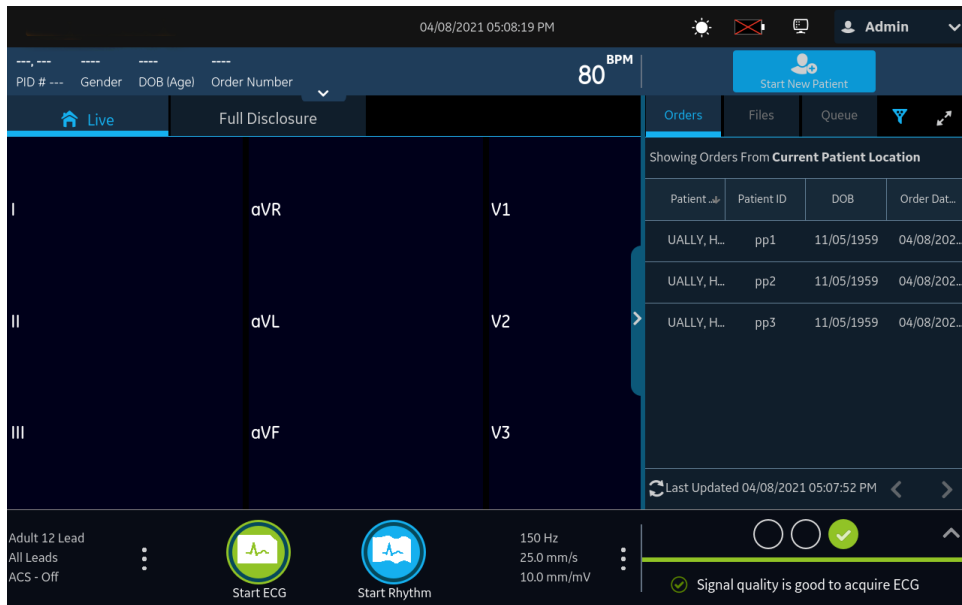 04/08/2021 05:08:19 PM
Admin
---, ---
----
----
----
PID # ---
Gender
DOB (Age)
Order Number
80 BPM
Start New Patient
Live
Full Disclosure
Orders
Files
Queue
Showing Orders From Current Patient Location
Patient ... Patient ID DOB Order Dat...
UALLY, H... pp1 11/05/1959 04/08/202...
UALLY, H... pp2 11/05/1959 04/08/202...
UALLY, H... pp3 11/05/1959 04/08/202...
I
aVR
V1
II
aVL
V2
III
aVF
V3
Last Updated 04/08/2021 05:07:52 PM
Adult 12 Lead
All Leads
ACS - Off
Start ECG
Start Rhythm
150 Hz
25.0 mm/s
10.0 mm/mV
Signal quality is good to acquire ECG